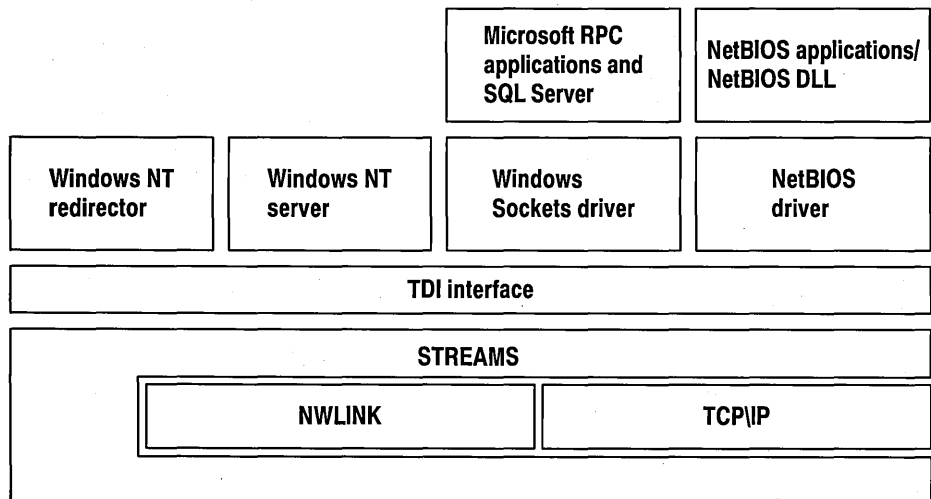 Microsoft RPC
applications and
SQL Server
NetBIOS applications/
NetBIOS DLL
Windows NT
redirector
Windows NT
server
Windows
Sockets driver
NetBIOS
driver
TDI interface
STREAMS
NWLINK
TCP\IP